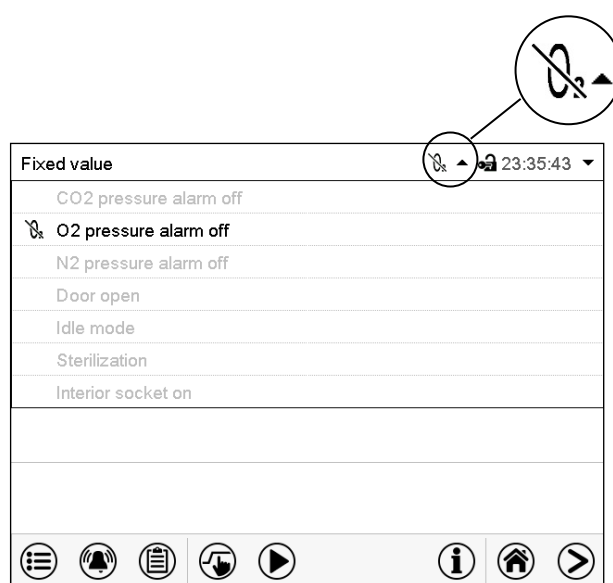 Fixed value 23:35:43
CO2 pressure alarm off
O2 pressure alarm off
N2 pressure alarm off
Door open
Idle mode
Sterilization
Interior socket on